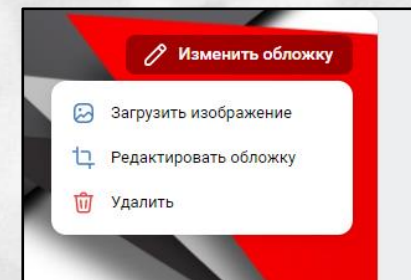 Изменить обложку
Загрузить изображение
Редактировать обложку
Удалить